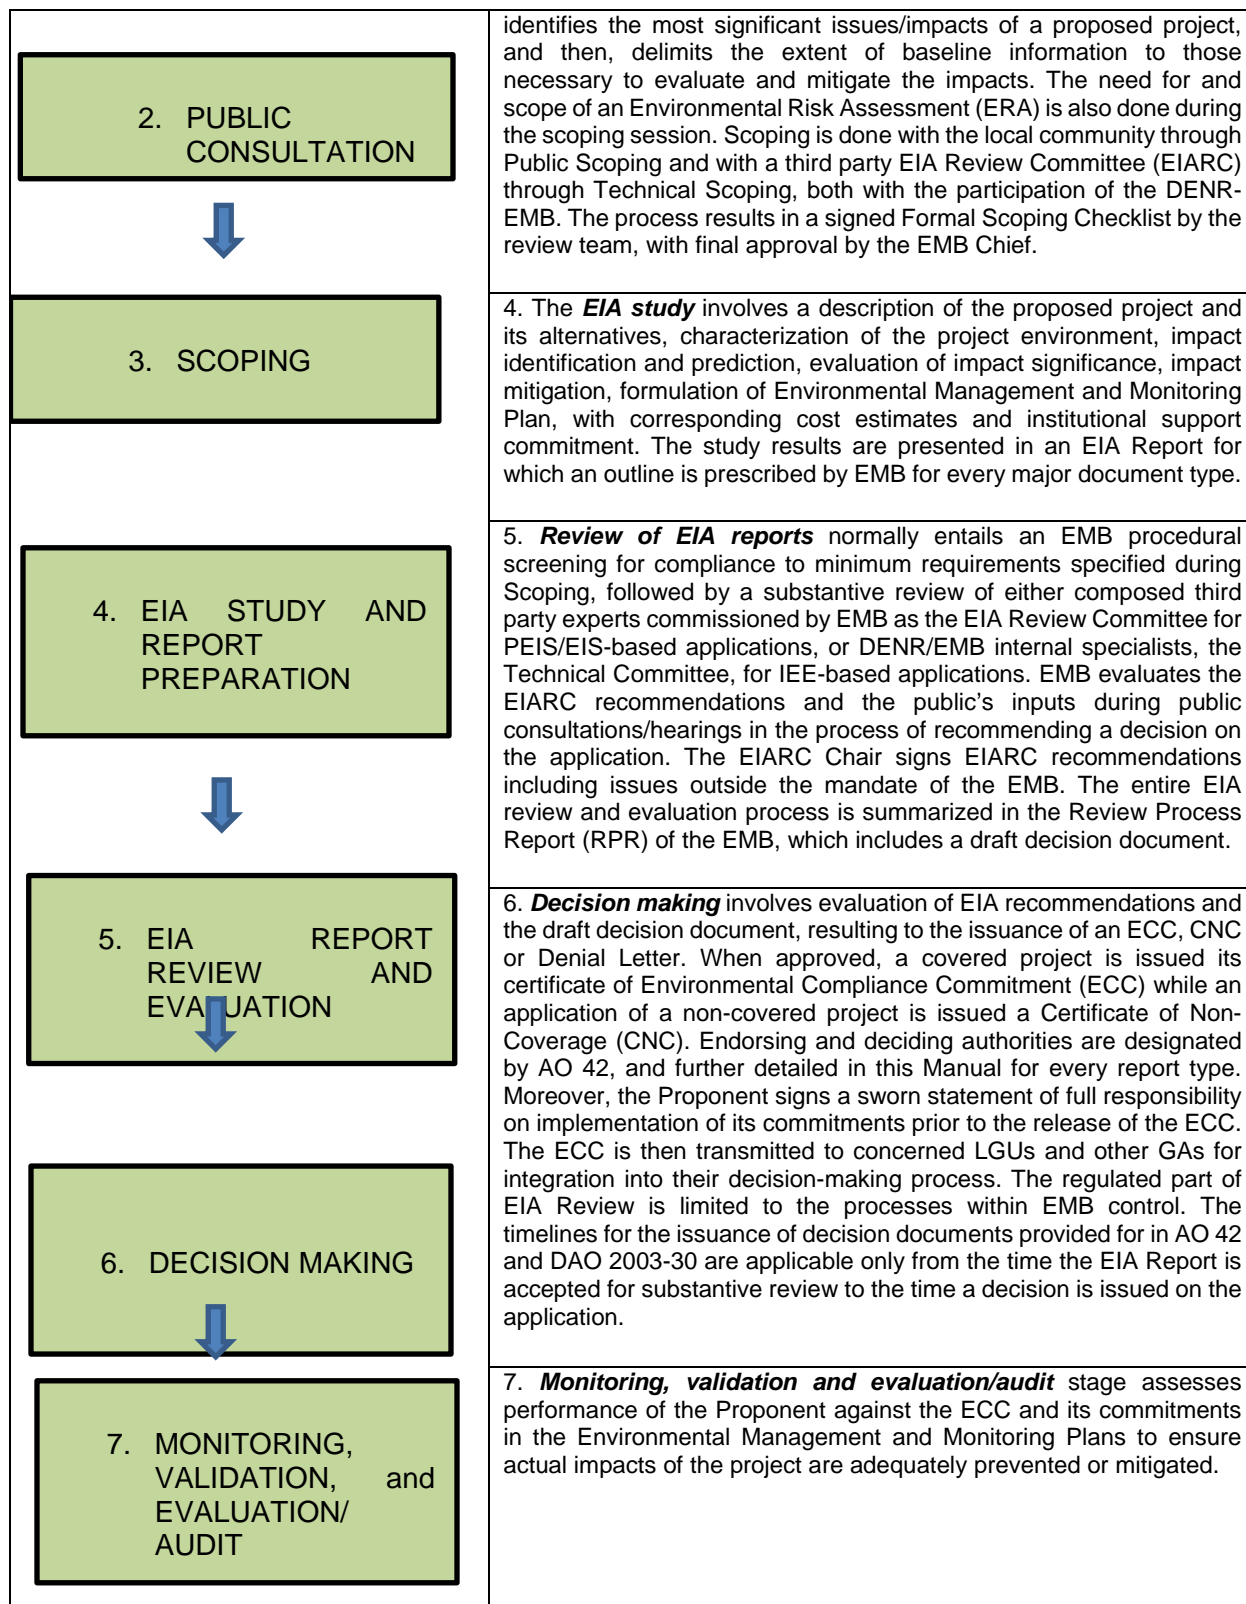 2. PUBLIC
CONSULTATION
3. SCOPING
4. EIA STUDY AND
REPORT
PREPARATION
5. EIA REPORT
REVIEW AND
EVALUATION
6. DECISION MAKING
7. MONITORING,
VALIDATION, and
EVALUATION/
AUDIT
identifies the most significant issues/impacts of a proposed project,
and then, delimits the extent of baseline information to those
necessary to evaluate and mitigate the impacts. The need for and
scope of an Environmental Risk Assessment (ERA) is also done during
the scoping session. Scoping is done with the local community through
Public Scoping and with a third party EIA Review Committee (EIARC)
through Technical Scoping, both with the participation of the DENR-
EMB. The process results in a signed Formal Scoping Checklist by the
review team, with final approval by the EMB Chief.
4. The EIA study involves a description of the proposed project and
its alternatives, characterization of the project environment, impact
identification and prediction, evaluation of impact significance, impact
mitigation, formulation of Environmental Management and Monitoring
Plan, with corresponding cost estimates and institutional support
commitment. The study results are presented in an EIA Report for
which an outline is prescribed by EMB for every major document type.
5. Review of EIA reports normally entails an EMB procedural
screening for compliance to minimum requirements specified during
Scoping, followed by a substantive review of either composed third
party experts commissioned by EMB as the EIA Review Committee for
PEIS/EIS-based applications, or DENR/EMB internal specialists, the
Technical Committee, for IEE-based applications. EMB evaluates the
EIARC recommendations and the public's inputs during public
consultations/hearings in the process of recommending a decision on
the application. The EIARC Chair signs EIARC recommendations
including issues outside the mandate of the EMB. The entire EIA
review and evaluation process is summarized in the Review Process
Report (RPR) of the EMB, which includes a draft decision document.
6. Decision making involves evaluation of EIA recommendations and
the draft decision document, resulting to the issuance of an ECC, CNC
or Denial Letter. When approved, a covered project is issued its
certificate of Environmental Compliance Commitment (ECC) while an
application of a non-covered project is issued a Certificate of Non-
Coverage (CNC). Endorsing and deciding authorities are designated
by AO 42, and further detailed in this Manual for every report type.
Moreover, the Proponent signs a sworn statement of full responsibility
on implementation of its commitments prior to the release of the ECC.
The ECC is then transmitted to concerned LGUs and other GAs for
integration into their decision-making process. The regulated part of
EIA Review is limited to the processes within EMB control. The
timelines for the issuance of decision documents provided for in AO 42
and DAO 2003-30 are applicable only from the time the EIA Report is
accepted for substantive review to the time a decision is issued on the
application.
7. Monitoring, validation and evaluation/audit stage assesses
performance of the Proponent against the ECC and its commitments
in the Environmental Management and Monitoring Plans to ensure
actual impacts of the project are adequately prevented or mitigated.